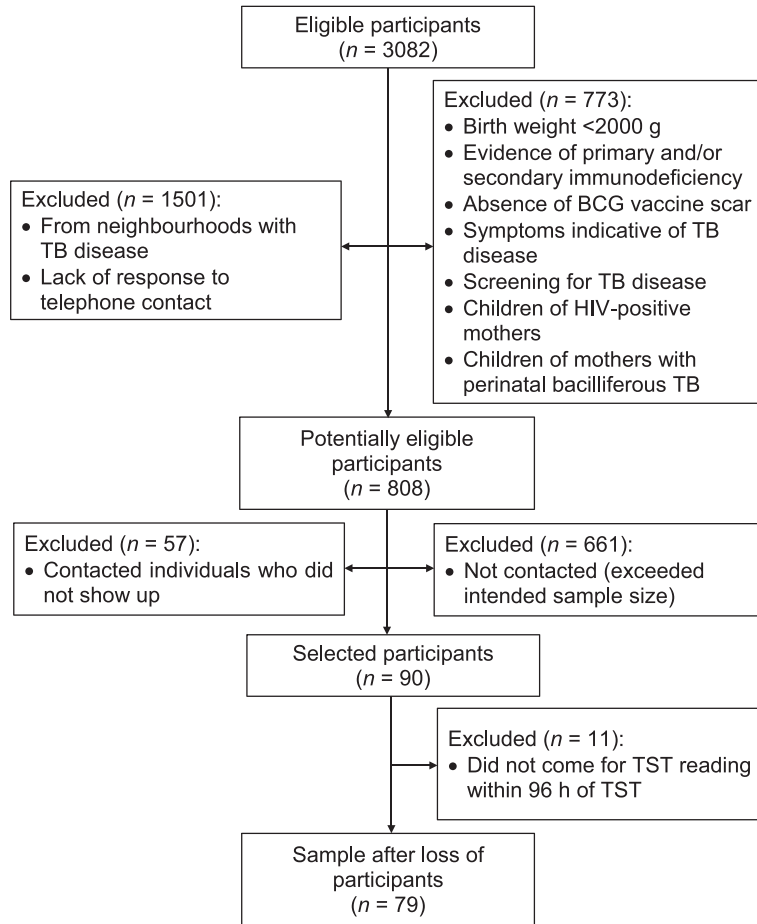 Eligible participants
(n = 3082)
Excluded (n = 773):
• Birth weight <2000 g
• Evidence of primary and/or
secondary immunodeficiency
• Absence of BCG vaccine scar
• Symptoms indicative of TB
disease
• Screening for TB disease
• Children of HIV-positive
mothers
• Children of mothers with
perinatal bacilliferous TB
Excluded (n = 1501):
• From neighbourhoods with
TB disease
• Lack of response to
telephone contact
Potentially eligible
participants
(n = 808)
Excluded (n = 57):
• Contacted individuals who did
not show up
Excluded (n = 661):
• Not contacted (exceeded
intended sample size)
Selected participants
(n = 90)
Excluded (n = 11):
• Did not come for TST reading
within 96 h of TST
Sample after loss of
participants
(n = 79)